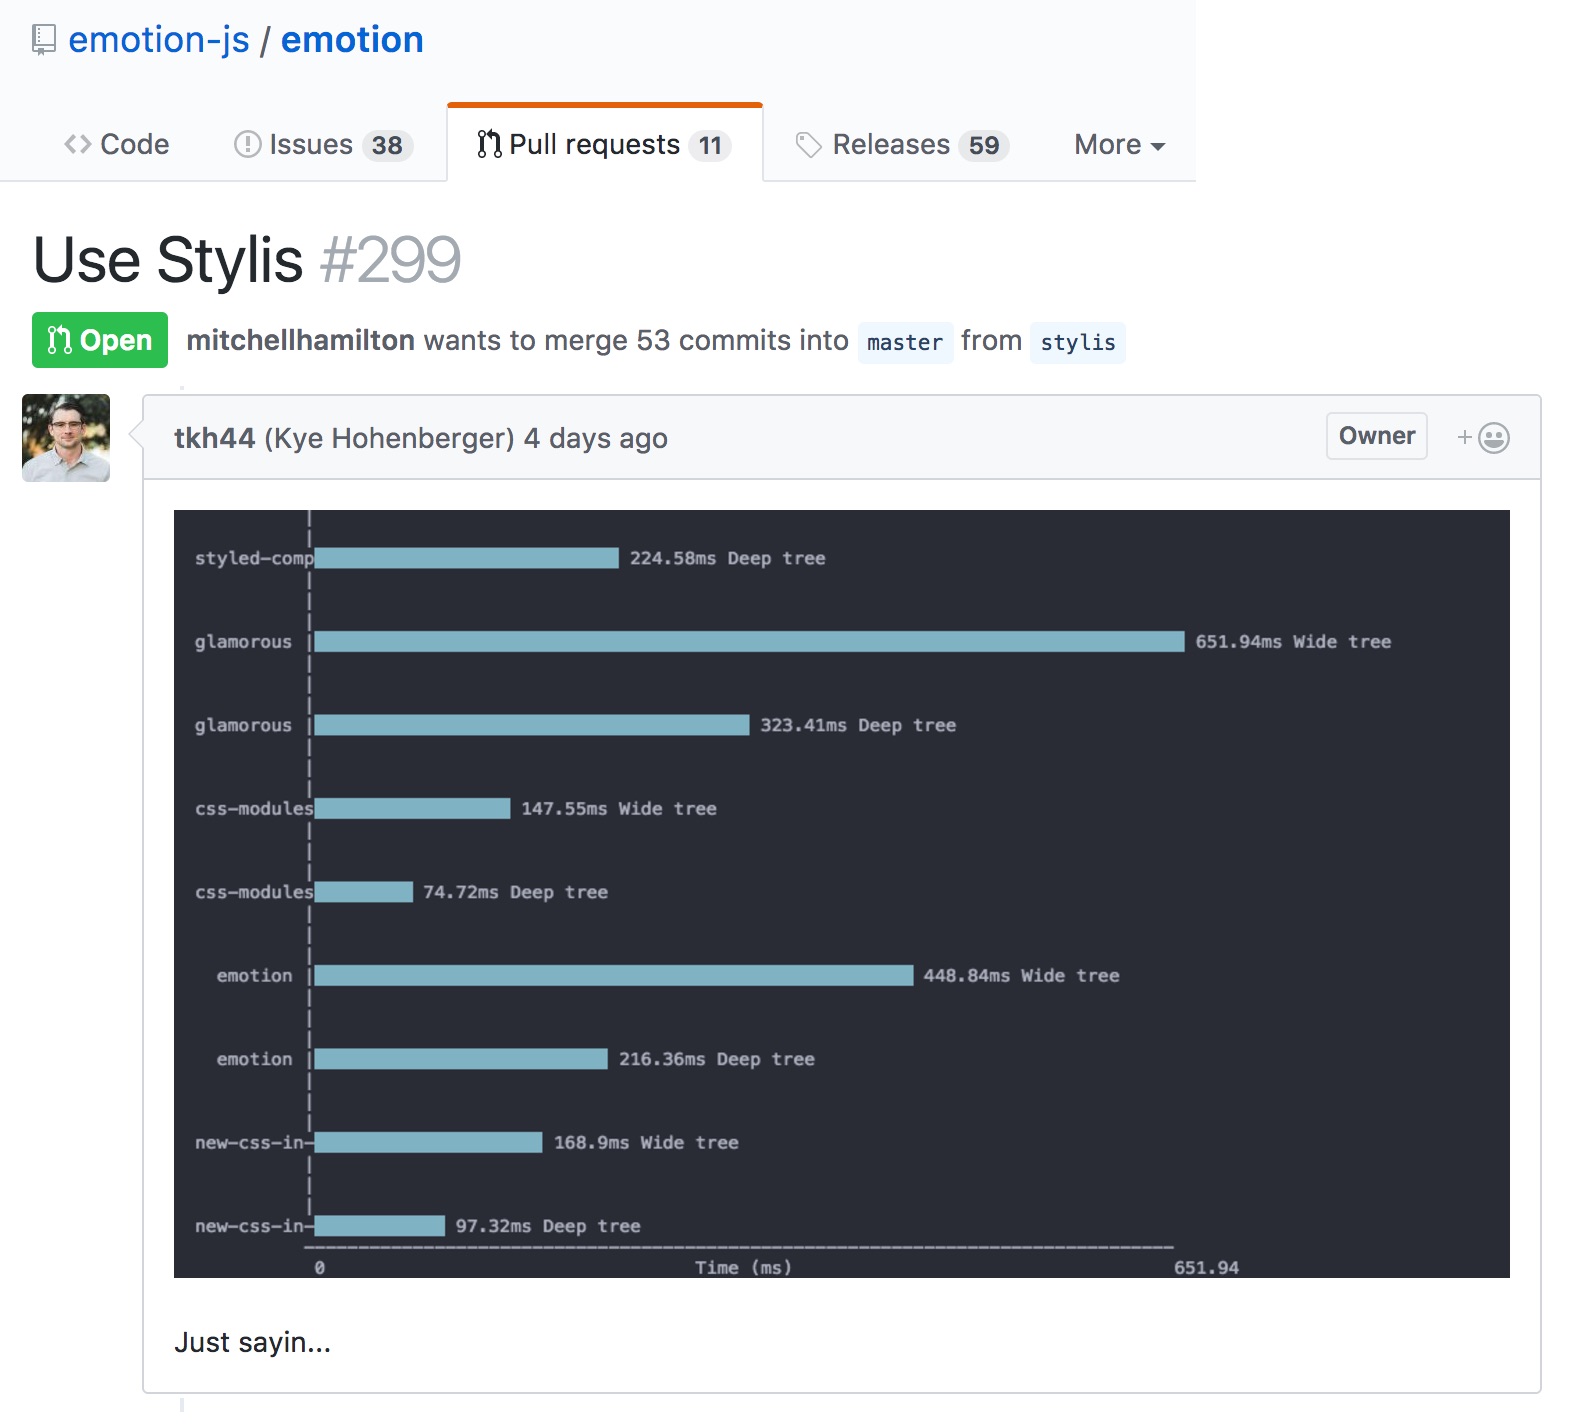 emotion-js / emotion
Code Issues 38 Pull requests 11 Releases 59 More
Use Stylis #299
Open mitchellhamilton wants to merge 53 commits into master from stylis
tkh44 (Kye Hohenberger) 4 days ago Owner +
styled-comp 224.58ms Deep tree
glamorous 651.94ms Wide tree
glamorous 323.41ms Deep tree
css-modules 147.55ms Wide tree
css-modules 74.72ms Deep tree
emotion 448.84ms Wide tree
emotion 216.36ms Deep tree
new-css-in- 168.9ms Wide tree
new-css-in- 97.32ms Deep tree
0 Time (ms) 651.94
Just sayin...